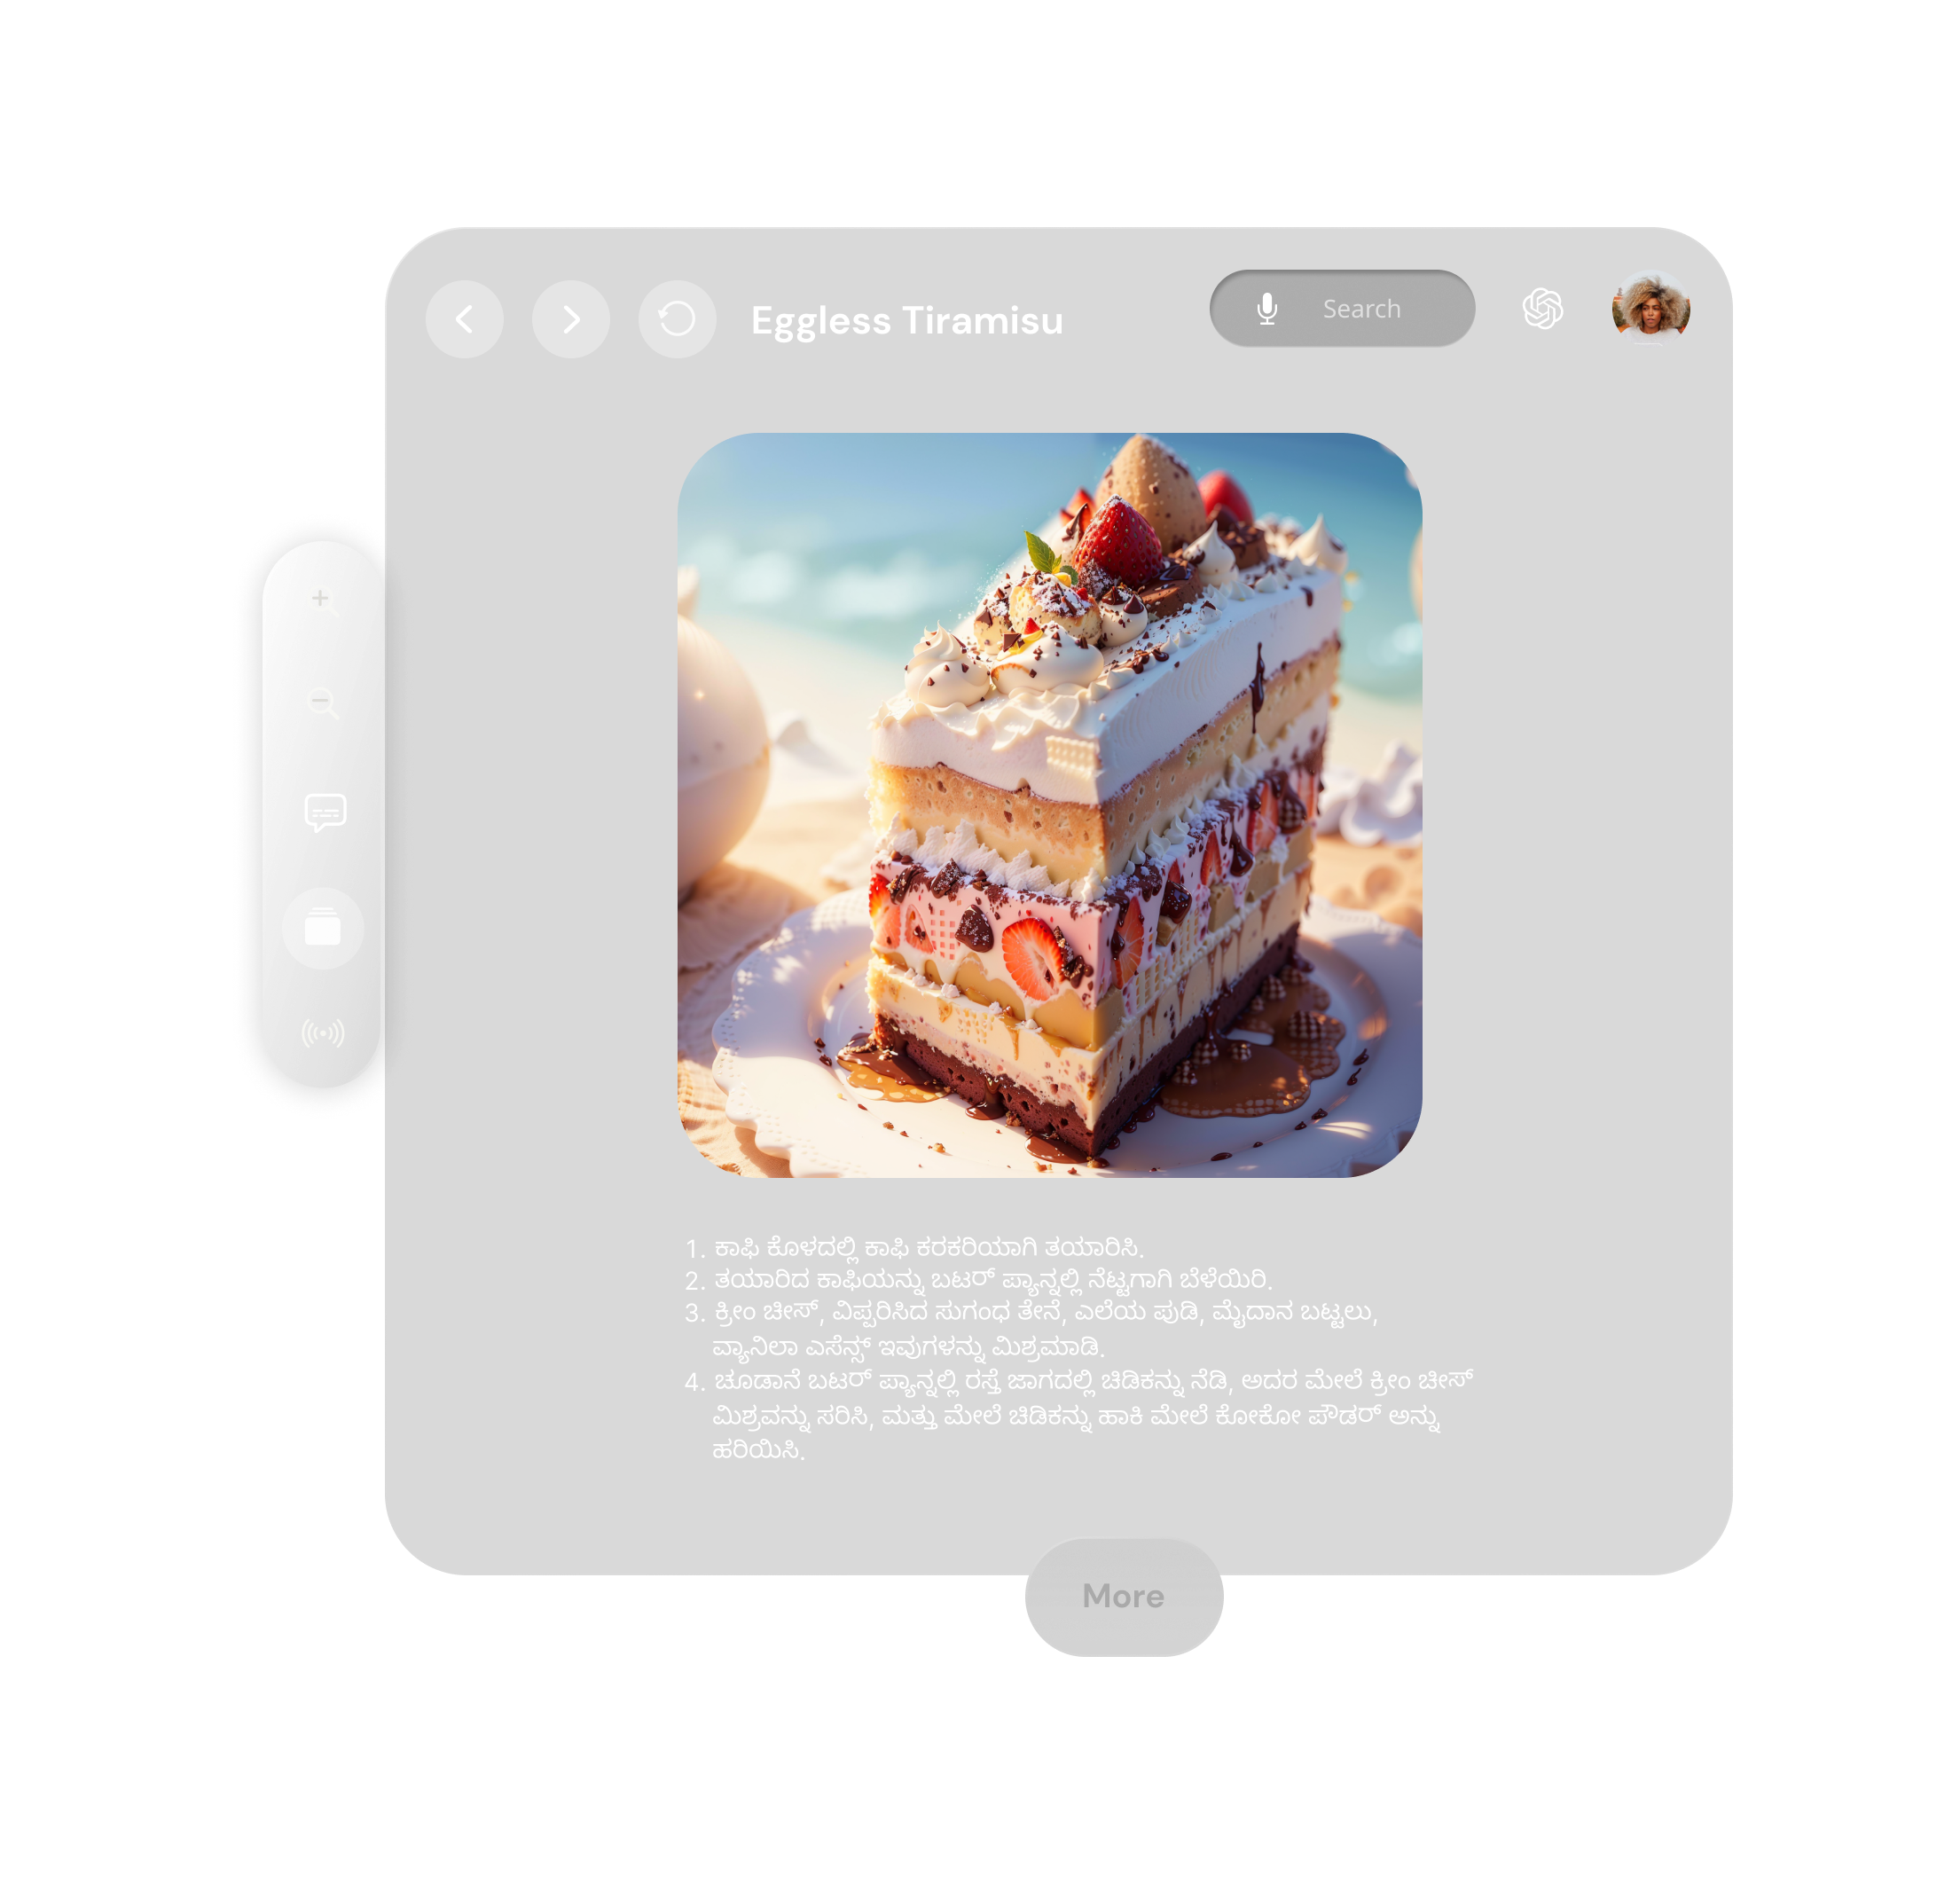 Eggless Tiramisu
Search
1. ಕಾಫಿ ಕೊಳದಲ್ಲಿ ಕಾಫಿ ಕರಕರಿಯಾಗಿ ತಯಾರಿಸಿ.
2. ತಯಾರಿದ ಕಾಫಿಯನ್ನು ಬಟರ್ ಪ್ಯಾನ್ನಲ್ಲಿ ನೆಟ್ಟಗಾಗಿ ಬೆಳೆಯಿರಿ.
3. ಕ್ರೀಂ ಚೀಸ್, ವಿಪ್ಪರಿಸಿದ ಸುಗಂಧ ತೇನೆ, ಎಲೆಯ ಪುಡಿ, ಮೈದಾನ ಬಟ್ಟಲು,
ವ್ಯಾನಿಲಾ ಎಸೆನ್ಸ್ ಇವುಗಳನ್ನು ಮಿಶ್ರಮಾಡಿ.
4. ಚೂಡಾನೆ ಬಟರ್ ಪ್ಯಾನ್ನಲ್ಲಿ ರಸ್ತೆ ಜಾಗದಲ್ಲಿ ಚಿಡಿಕನ್ನು ನೆಡಿ, ಅದರ ಮೇಲೆ ಕ್ರೀಂ ಚೀಸ್
ಮಿಶ್ರವನ್ನು ಸರಿಸಿ, ಮತ್ತು ಮೇಲೆ ಚಿಡಿಕನ್ನು ಹಾಕಿ ಮೇಲೆ ಕೋಕೋ ಪೌಡರ್ ಅನ್ನು
ಹರಿಯಿಸಿ.
More